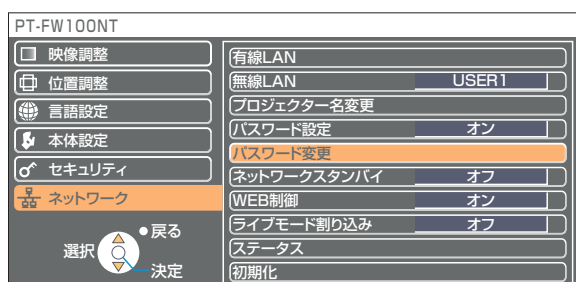 PT-FW100NT
映像調整
位置調整
言語設定
本体設定
セキュリティ
ネットワーク
戻る
選択
決定
有線LAN
無線LAN USER1
プロジェクター名変更
パスワード設定 オン
パスワード変更
ネットワークスタンバイ オフ
WEB制御 オン
ライブモード割り込み オフ
ステータス
初期化